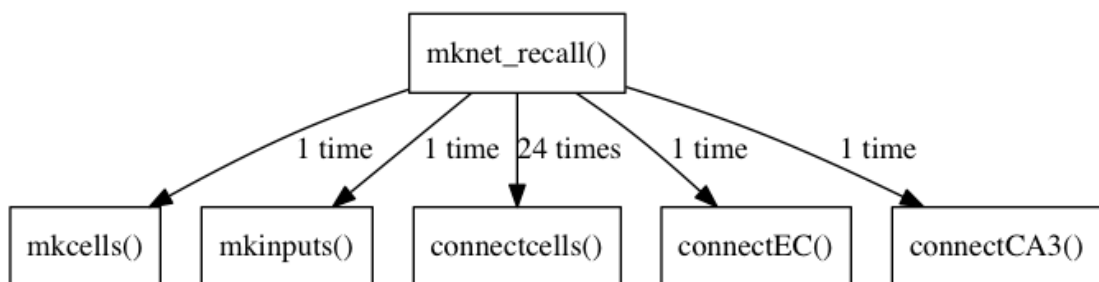 mknet_recall()
1 time
1 time
24 times
1 time
1 time
mkcells()
mkinputs()
connectcells()
connectEC()
connectCA3()